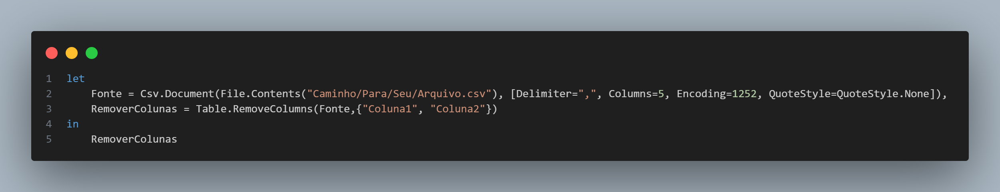 1 let
2     Fonte = Csv.Document(File.Contents("Caminho/Para/Seu/Arquivo.csv"), [Delimiter=",", Columns=5, Encoding=1252, QuoteStyle=QuoteStyle.None]),
3     RemoverColunas = Table.RemoveColumns(Fonte,{"Coluna1", "Coluna2"})
4 in
5     RemoverColunas